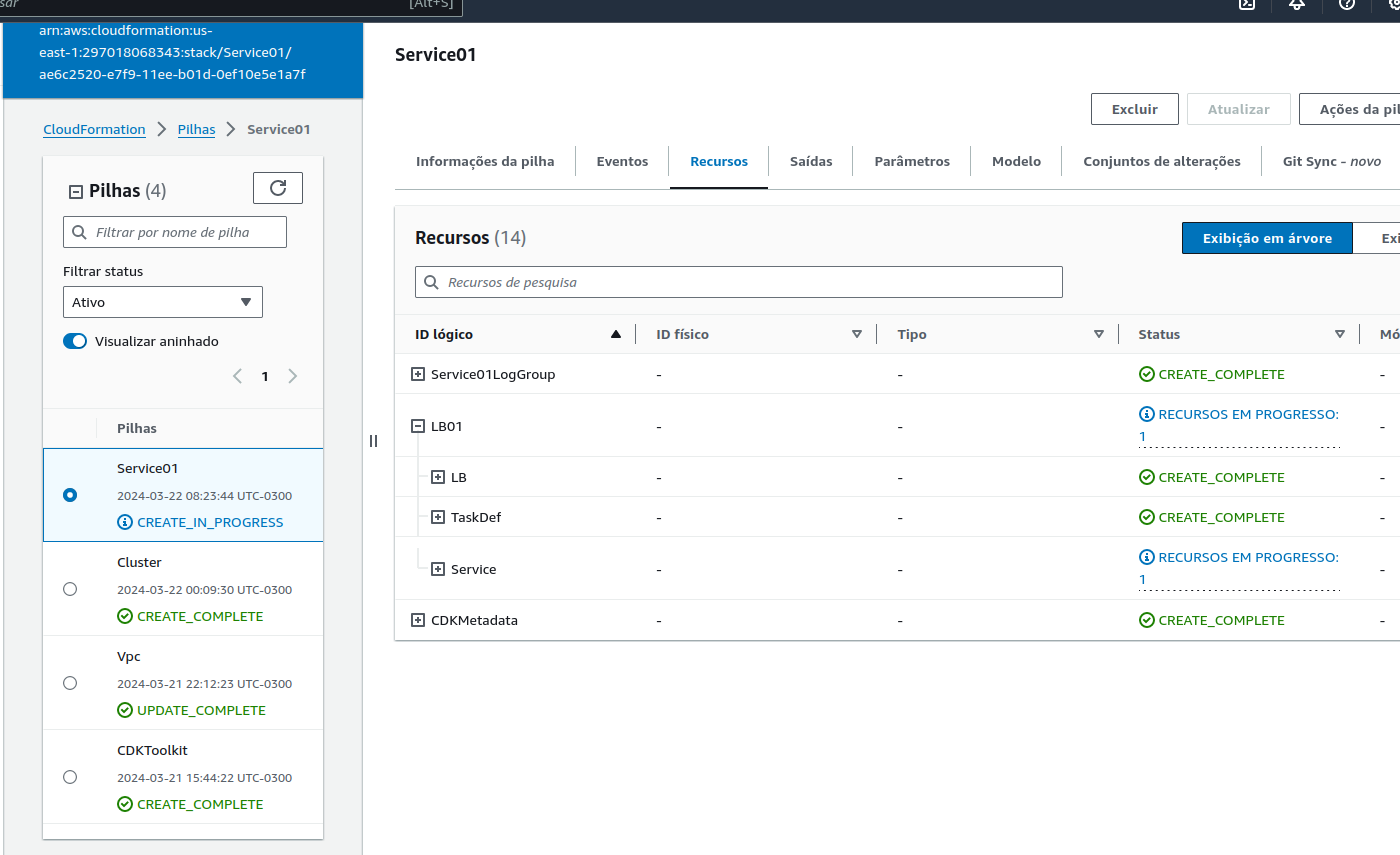 [Alt+S]
arn:aws:cloudformation:us-
east-1:297018068343:stack/Service01/
ae6c2520-e7f9-11ee-b01d-0ef10e5e1a7f
CloudFormation > Pilhas > Service01
Pilhas (4)
Filtrar por nome de pilha
Filtrar status
Ativo
Visualizar aninhado
1
Pilhas
Service01
2024-03-22 08:23:44 UTC-0300
CREATE_IN_PROGRESS
Cluster
2024-03-22 00:09:30 UTC-0300
CREATE_COMPLETE
Vpc
2024-03-21 22:12:23 UTC-0300
UPDATE_COMPLETE
CDKToolkit
2024-03-21 15:44:22 UTC-0300
CREATE_COMPLETE
Service01
Excluir Atualizar Ações da pil
Informações da pilha Eventos Recursos Saídas Parâmetros Modelo Conjuntos de alterações Git Sync - novo
Recursos (14)
Exibição em árvore Exi
Recursos de pesquisa
ID lógico ID físico Tipo Status Mó
Service01LogGroup - - CREATE_COMPLETE -
LB01 - - RECURSOS EM PROGRESSO: -
1
LB - - CREATE_COMPLETE -
TaskDef - - CREATE_COMPLETE -
Service - - RECURSOS EM PROGRESSO: -
1
CDKMetadata - - CREATE_COMPLETE -